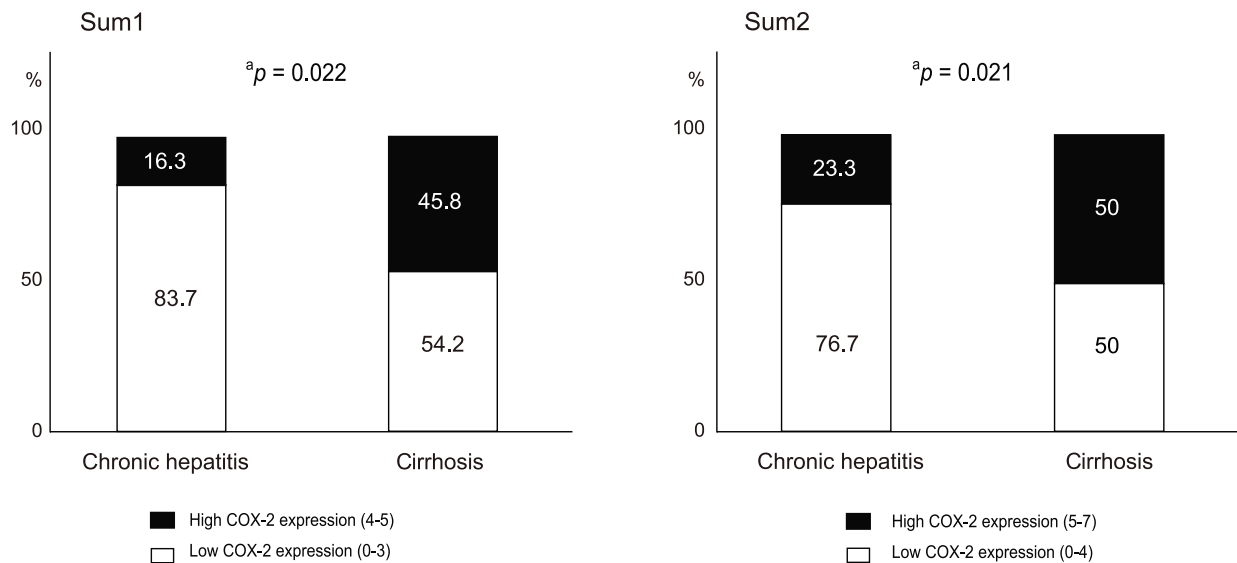 Sum1
%
ᵃp = 0.022
100
50
0
16.3
83.7
45.8
54.2
Chronic hepatitis
Cirrhosis
High COX-2 expression (4-5)
Low COX-2 expression (0-3)
Sum2
%
ᵃp = 0.021
100
50
0
23.3
76.7
50
50
Chronic hepatitis
Cirrhosis
High COX-2 expression (5-7)
Low COX-2 expression (0-4)